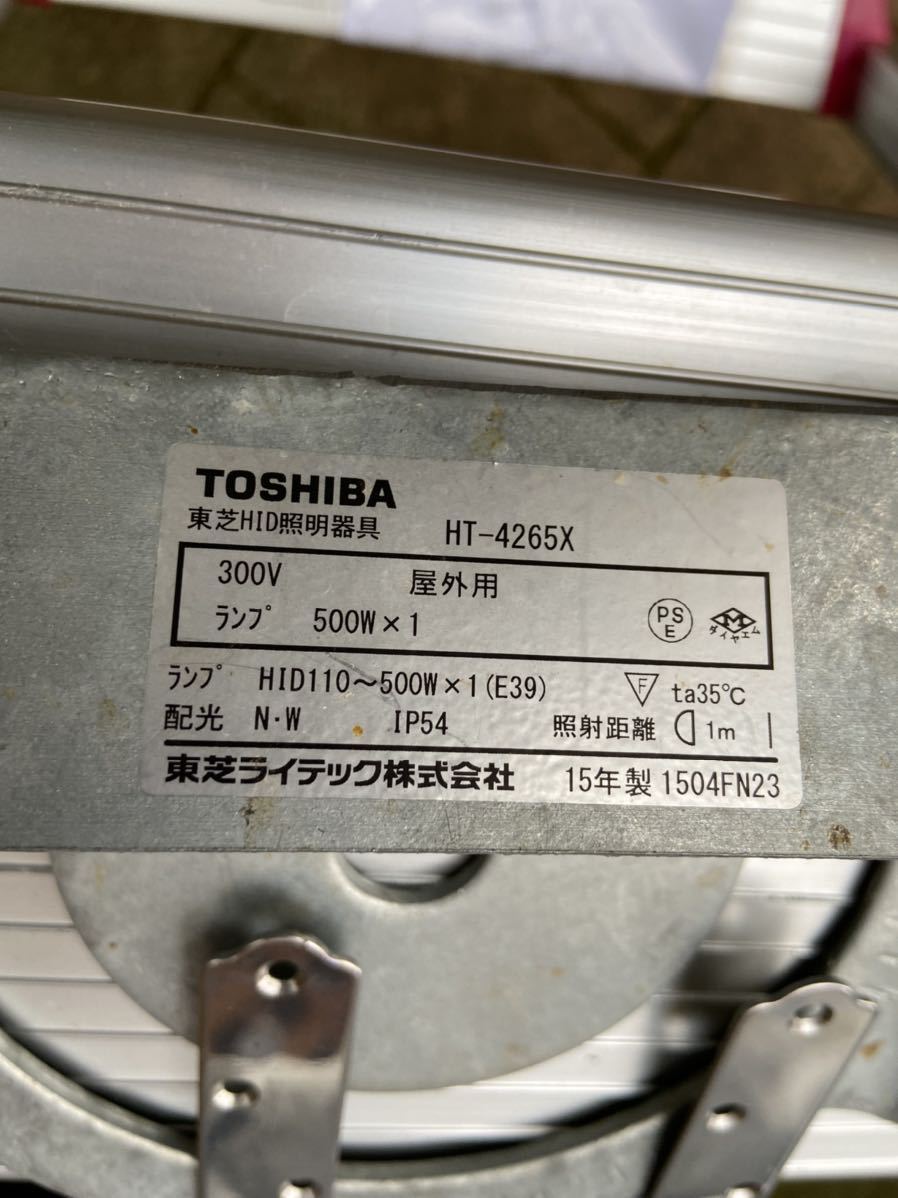 TOSHIBA
東芝HID照明器具 HT-4265X
300V 屋外用
ランプ 500W×1
PS E M ダイヤエム
ランプ HID110～500W×1(E39) F ta35℃
配光 N・W IP54 照射距離 1m
東芝ライテック株式会社 15年製 1504FN23